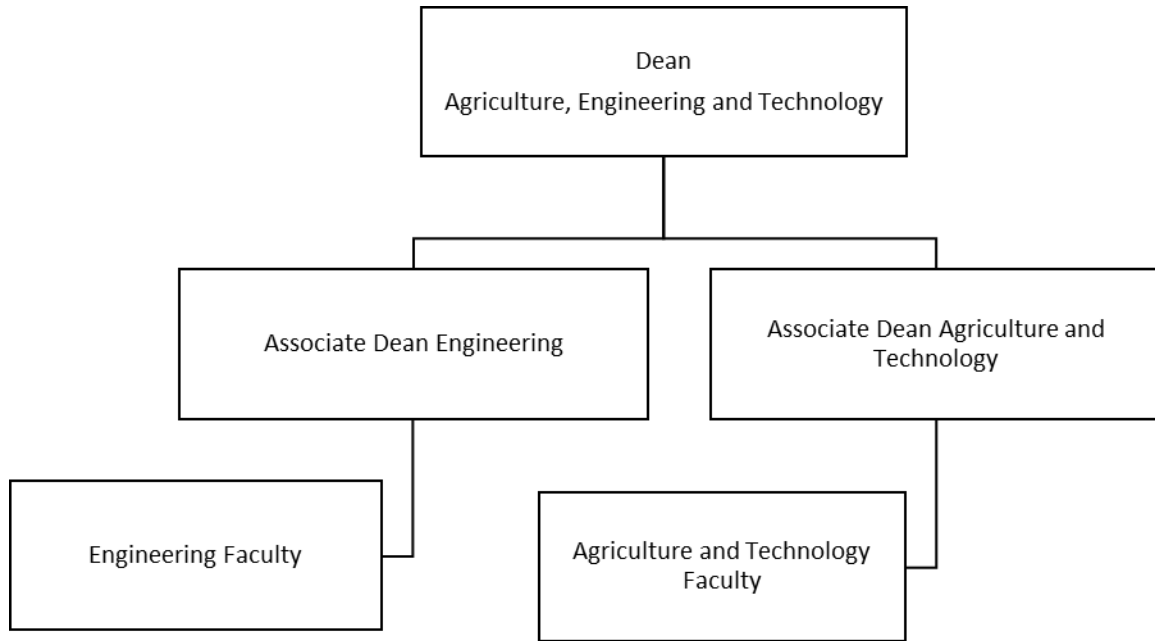 Dean
Agriculture, Engineering and Technology
Associate Dean Engineering
Associate Dean Agriculture and
Technology
Engineering Faculty
Agriculture and Technology
Faculty